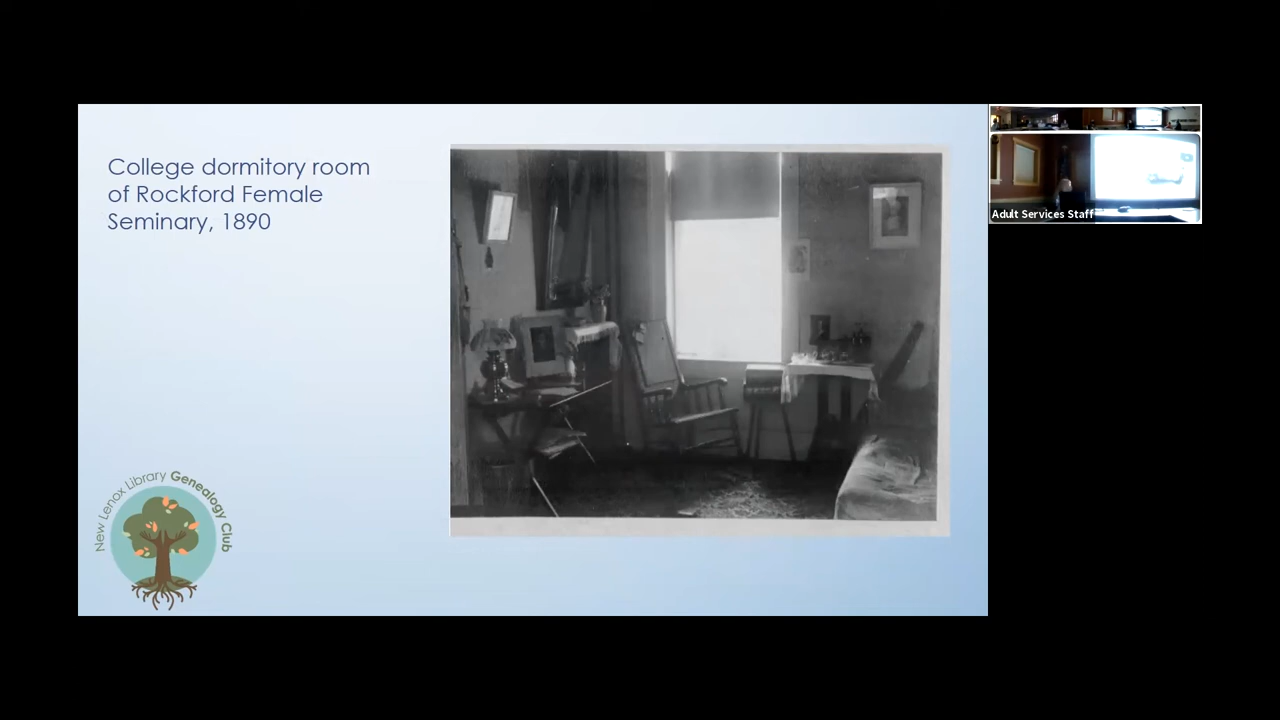 College dormitory room
of Rockford Female
Seminary, 1890
New Lenox Library Genealogy Club
Adult Services Staff